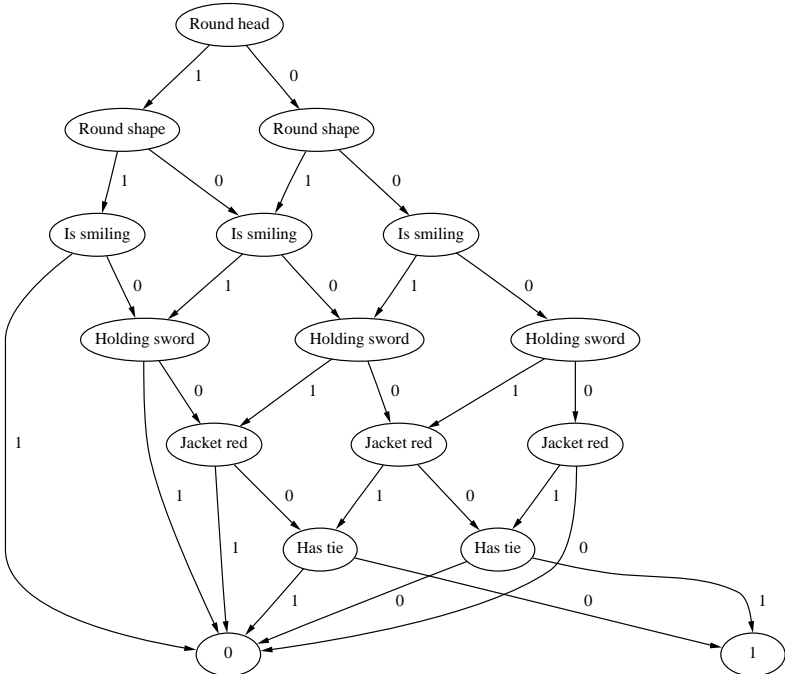 Round head
1
0
Round shape
Round shape
1
0
1
0
Is smiling
Is smiling
Is smiling
0
1
0
1
0
Holding sword
Holding sword
Holding sword
0
1
0
1
0
1
Jacket red
Jacket red
Jacket red
1
0
1
0
1
Has tie
Has tie
1
0
1
0
0
1
0
1